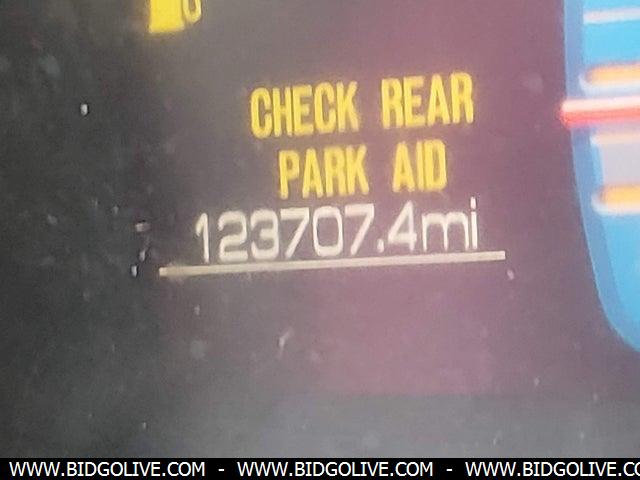 CHECK REAR
PARK AID
123707.4mi
WWW.BIDGOLIVE.COM - WWW.BIDGOLIVE.COM - WWW.BIDGOLIVE.CO